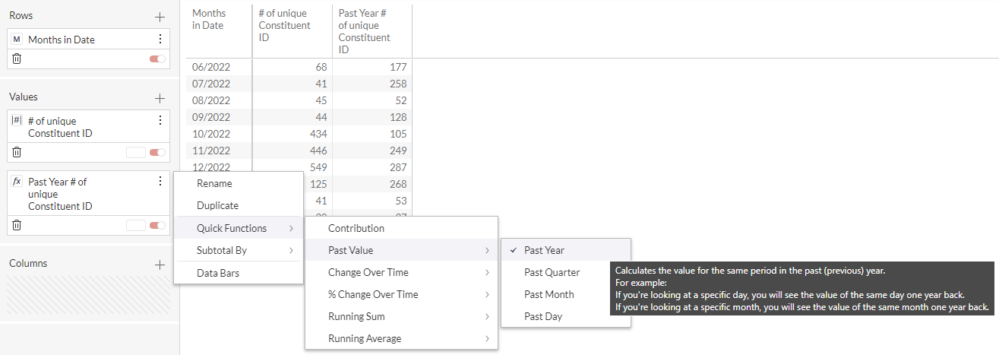 Rows
M Months in Date
Values
|#| # of unique
Constituent ID
fx Past Year # of
unique
Constituent ID
Columns
Months
in Date
# of unique
Constituent
ID
Past Year #
of unique
Constituent
ID
06/2022 68 177
07/2022 41 258
08/2022 45 52
09/2022 44 128
10/2022 434 105
11/2022 446 249
12/2022 549 287
125 268
41 53
Rename
Duplicate
Quick Functions
Subtotal By
Data Bars
Contribution
Past Value
Change Over Time
% Change Over Time
Running Sum
Running Average
Past Year
Past Quarter
Past Month
Past Day
Calculates the value for the same period in the past (previous) year.
For example:
If you're looking at a specific day, you will see the value of the same day one year back.
If you're looking at a specific month, you will see the value of the same month one year back.